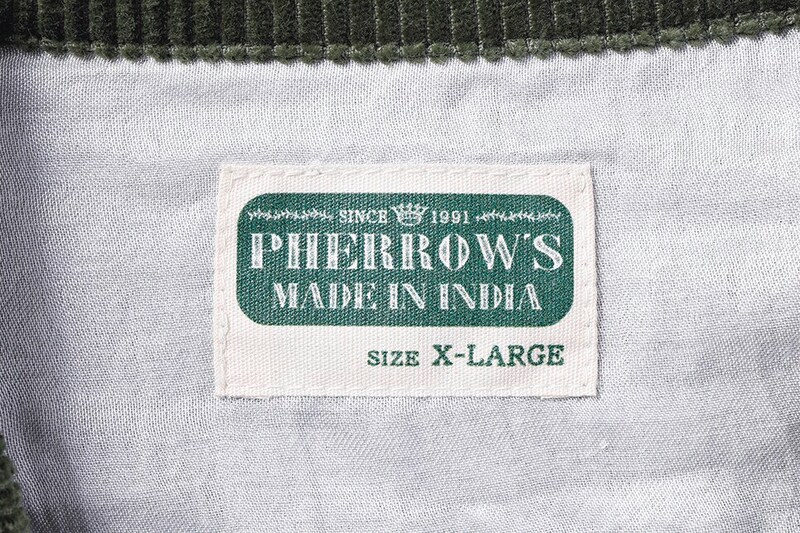 SINCE 1991
PHERROW'S
MADE IN INDIA
SIZE X-LARGE